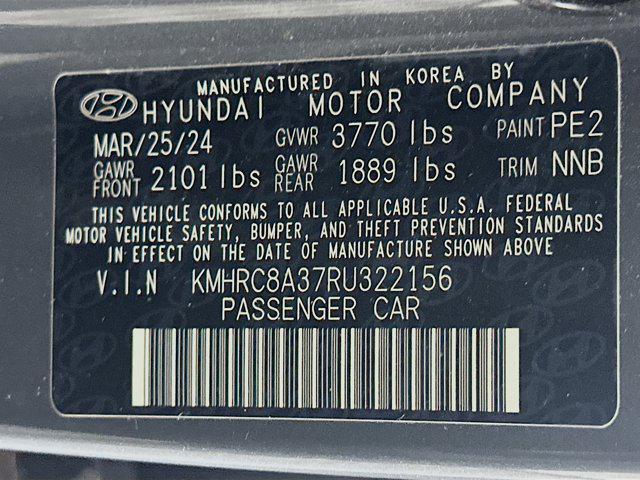 MANUFACTURED IN KOREA BY
HYUNDAI MOTOR COMPANY
MAR/25/24 GVWR 3770 lbs PAINT PE2
GAWR FRONT 2101 lbs GAWR REAR 1889 lbs TRIM NNB
THIS VEHICLE CONFORMS TO ALL APPLICABLE U.S.A. FEDERAL
MOTOR VEHICLE SAFETY, BUMPER, AND THEFT PREVENTION STANDARDS
IN EFFECT ON THE DATE OF MANUFACTURE SHOWN ABOVE
V.I.N KMHRC8A37RU322156
PASSENGER CAR